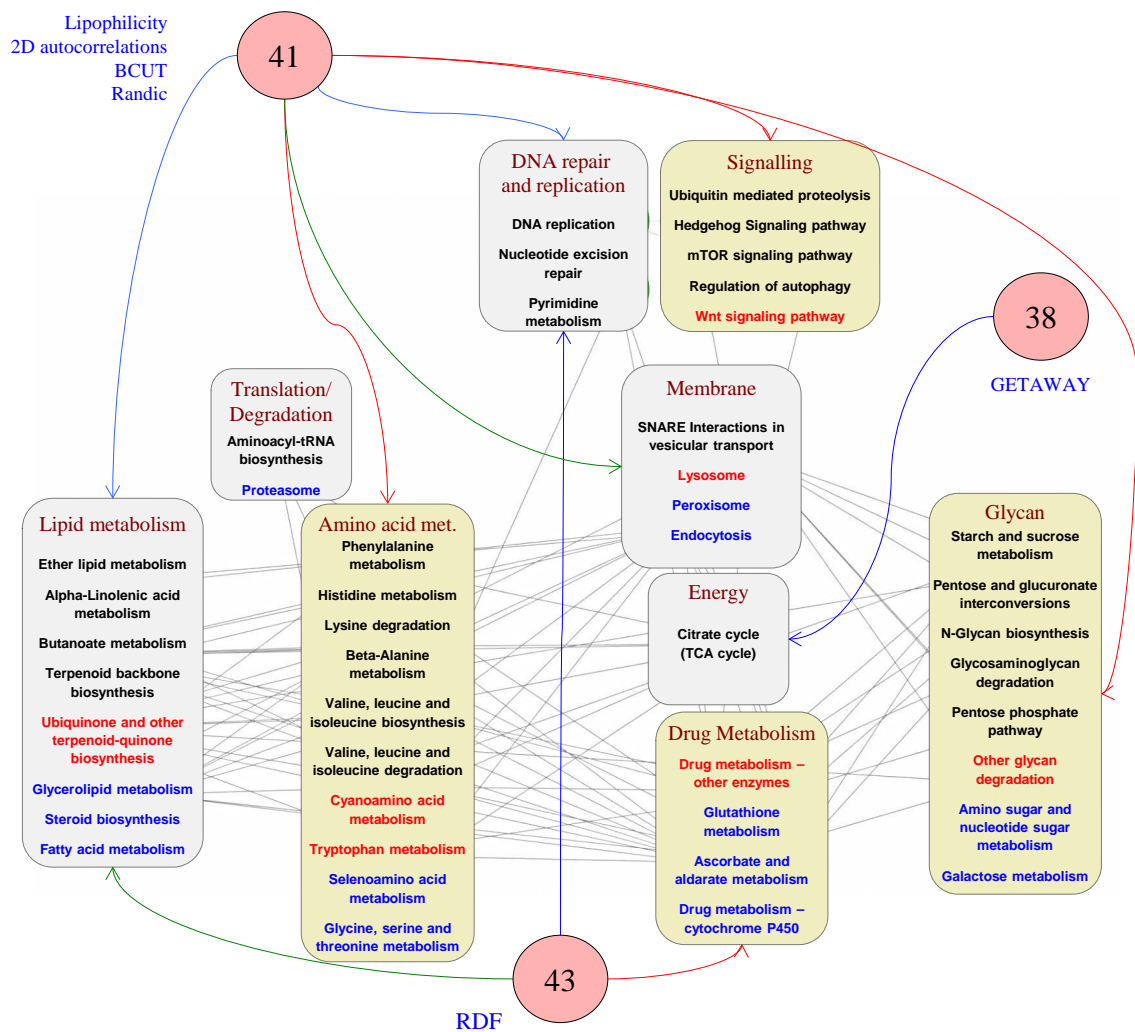 Lipophilicity
2D autocorrelations
BCUT
Randic
41
DNA repair
and replication
DNA replication
Nucleotide excision
repair
Pyrimidine
metabolism
Signalling
Ubiquitin mediated proteolysis
Hedgehog Signaling pathway
mTOR signaling pathway
Regulation of autophagy
Wnt signaling pathway
38
GETAWAY
Translation/
Degradation
Aminoacyl-tRNA
biosynthesis
Proteasome
Membrane
SNARE Interactions in
vesicular transport
Lysosome
Peroxisome
Endocytosis
Lipid metabolism
Ether lipid metabolism
Alpha-Linolenic acid
metabolism
Butanoate metabolism
Terpenoid backbone
biosynthesis
Ubiquinone and other
terpenoid-quinone
biosynthesis
Glycerolipid metabolism
Steroid biosynthesis
Fatty acid metabolism
Amino acid met.
Phenylalanine
metabolism
Histidine metabolism
Lysine degradation
Beta-Alanine
metabolism
Valine, leucine and
isoleucine biosynthesis
Valine, leucine and
isoleucine degradation
Cyanoamino acid
metabolism
Tryptophan metabolism
Selenoamino acid
metabolism
Glycine, serine and
threonine metabolism
Energy
Citrate cycle
(TCA cycle)
Drug Metabolism
Drug metabolism –
other enzymes
Glutathione
metabolism
Ascorbate and
aldarate metabolism
Drug metabolism –
cytochrome P450
Glycan
Starch and sucrose
metabolism
Pentose and glucuronate
interconversions
N-Glycan biosynthesis
Glycosaminoglycan
degradation
Pentose phosphate
pathway
Other glycan
degradation
Amino sugar and
nucleotide sugar
metabolism
Galactose metabolism
43
RDF